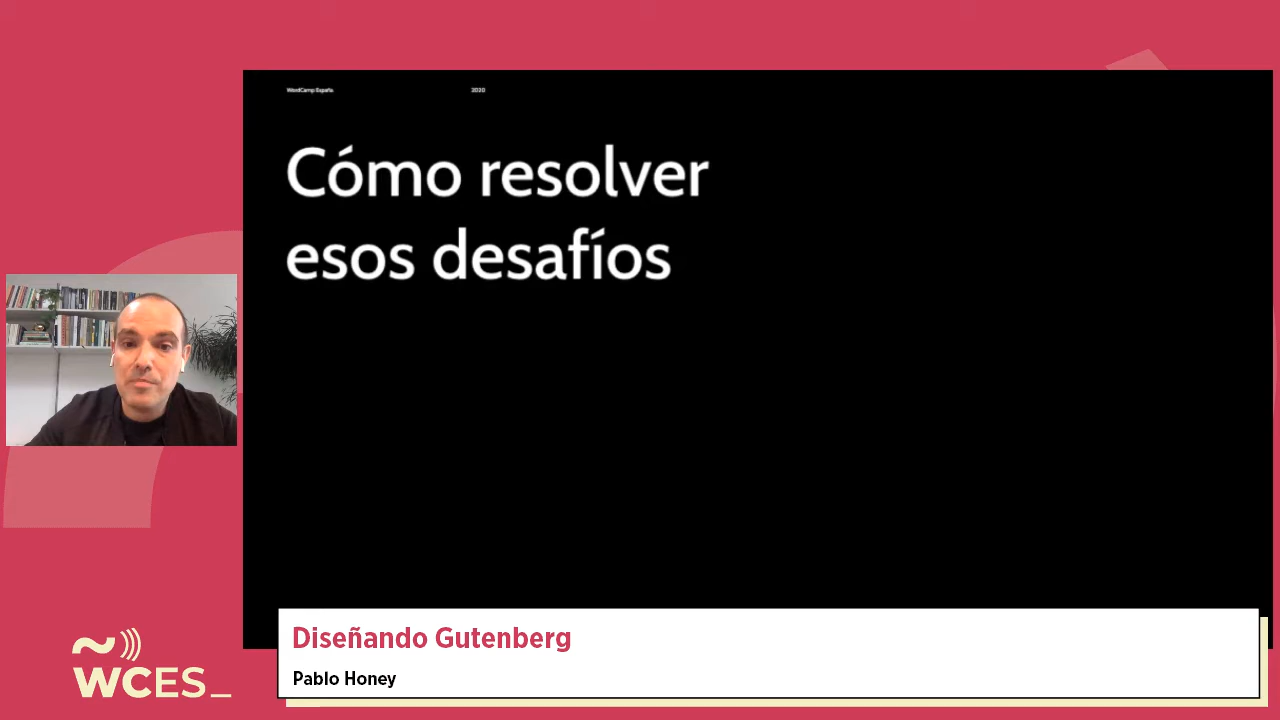 WordCamp España
2020
Cómo resolver
esos desafíos
Diseñando Gutenberg
Pablo Honey
WCES_